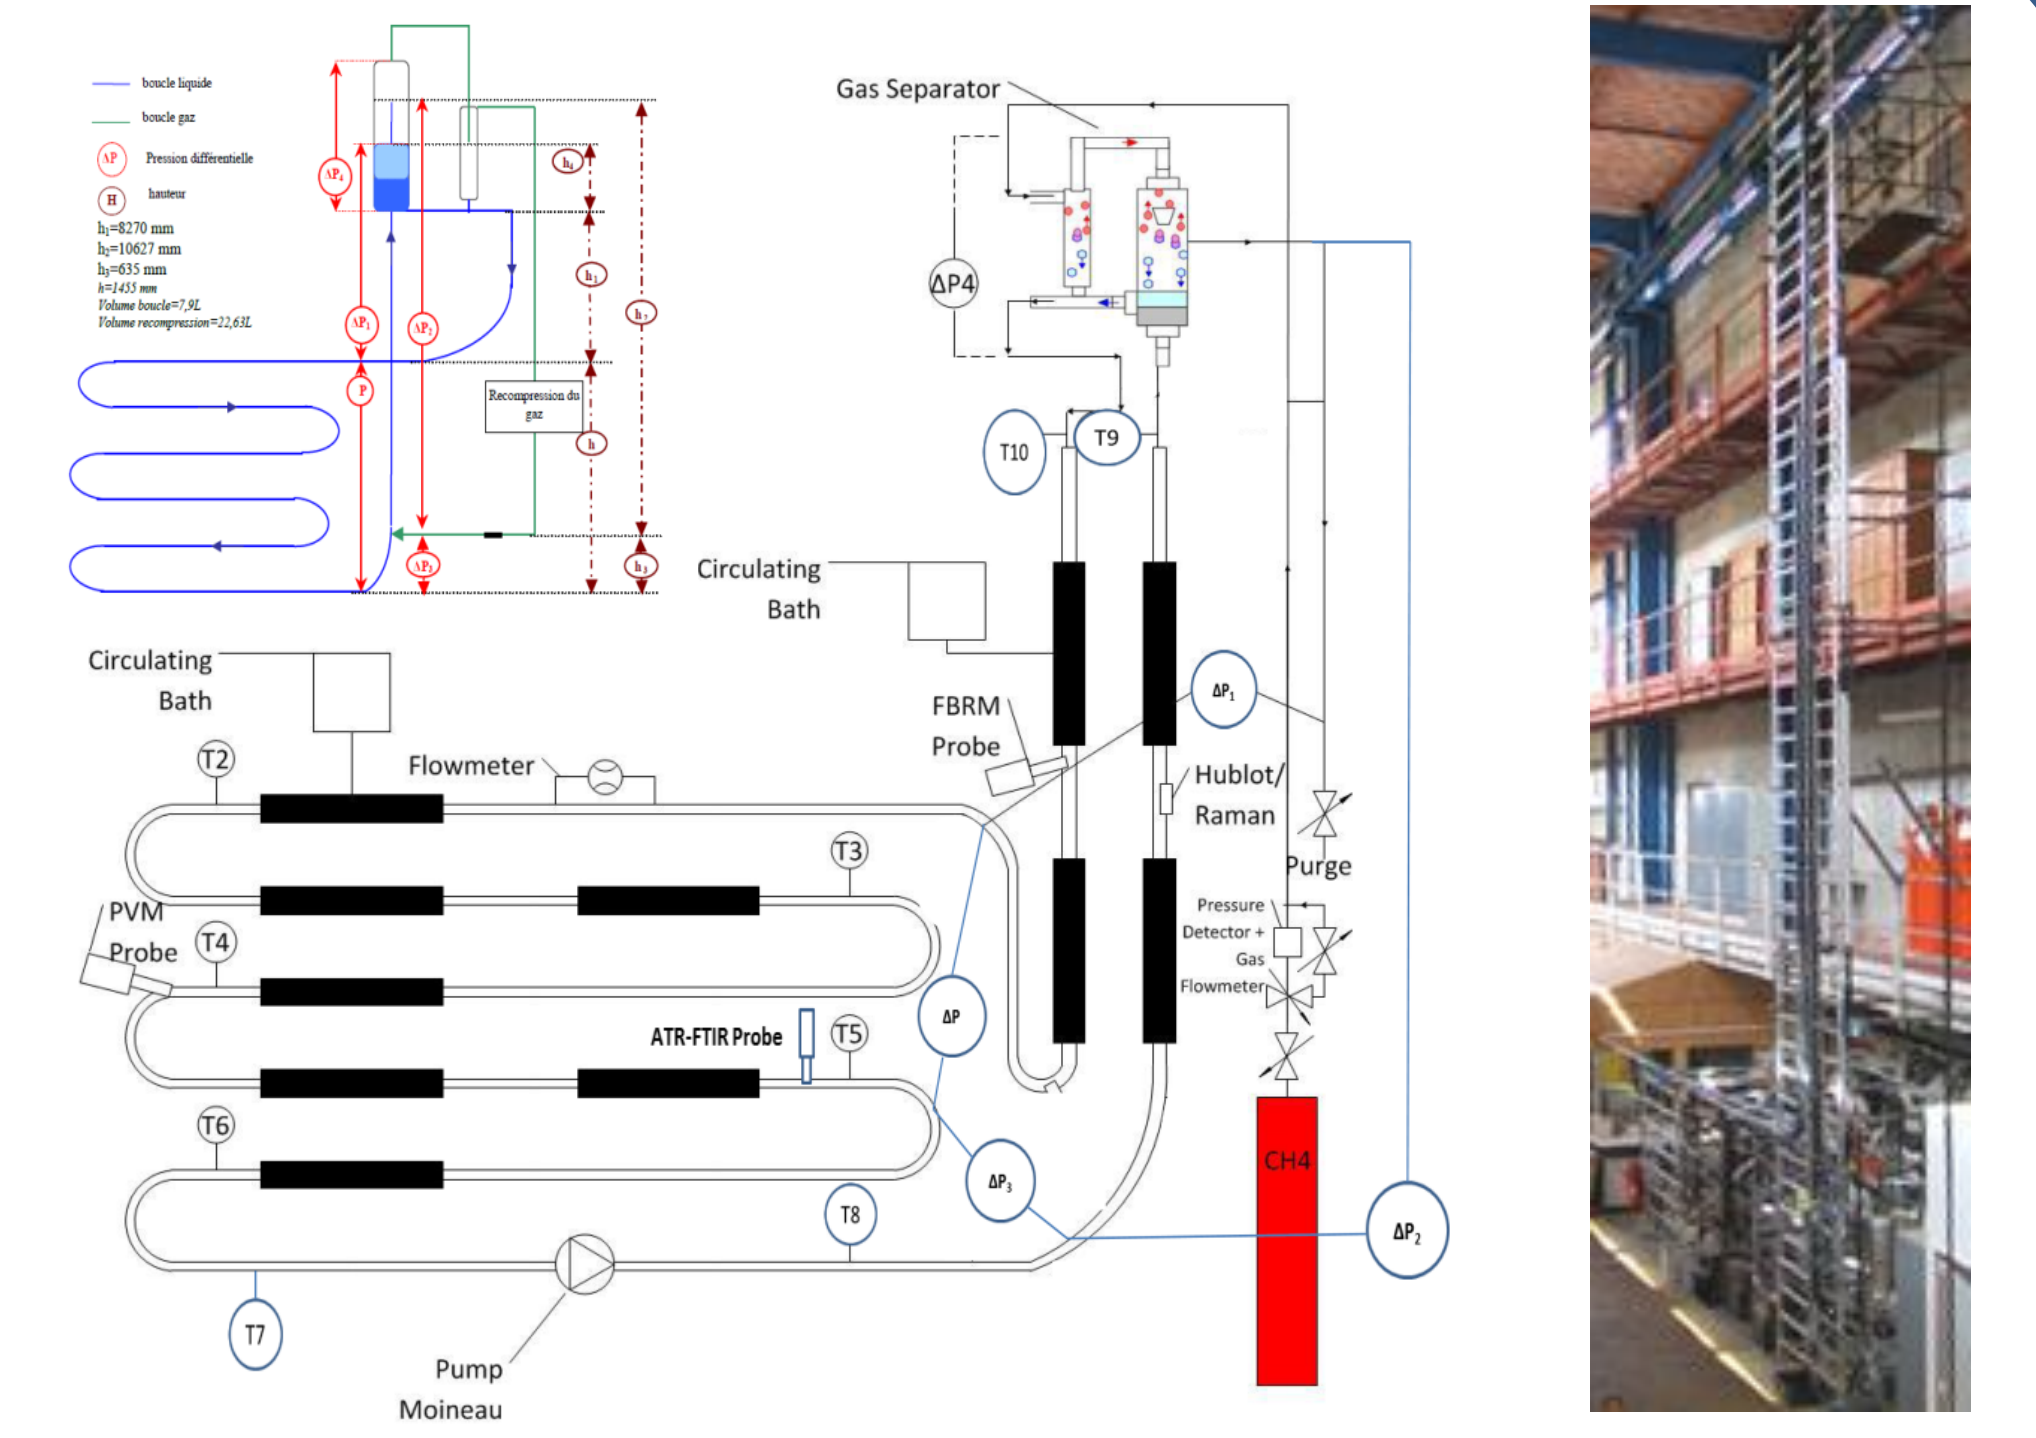 boucle liquide
boucle gaz
ΔP Pression différentielle
H hauteur
h₁=8270 mm
h₂=10627 mm
h₃=635 mm
h=1455 mm
Volume boucle=7,9L
Volume recompression=22,63L
ΔP₄
h₄
h₁
h₂
ΔP₁
ΔP₂
P
Recompression du
gaz
h
ΔP₃
h₃
Gas Separator
ΔP4
T10
T9
Circulating
Bath
Circulating
Bath
ΔP₁
FBRM
Probe
T2
Flowmeter
Hublot/
Raman
T3
Purge
PVM
Probe
T4
Pressure
Detector +
Gas
Flowmeter
ΔP
ATR-FTIR Probe
T5
T6
CH4
ΔP₃
T8
ΔP₂
T7
Pump
Moineau